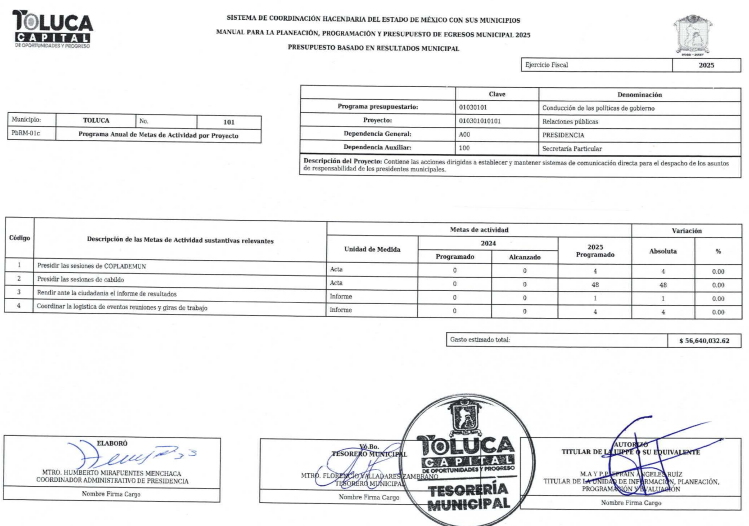 TOLUCA
CAPITAL
DE OPORTUNIDADES Y PROGRESO
SISTEMA DE COORDINACIÓN HACENDARIA DEL ESTADO DE MÉXICO CON SUS MUNICIPIOS
MANUAL PARA LA PLANEACIÓN, PROGRAMACIÓN Y PRESUPUESTO DE EGRESOS MUNICIPAL 2025
PRESUPUESTO BASADO EN RESULTADOS MUNICIPAL
Ejercicio Fiscal 2025
Clave Denominación
Programa presupuestario: 01030101 Conducción de las políticas de gobierno
Proyecto: 010301010101 Relaciones públicas
Dependencia General: A00 PRESIDENCIA
Dependencia Auxiliar: 100 Secretaría Particular
Descripción del Proyecto: Contiene las acciones dirigidas a establecer y mantener sistemas de comunicación directa para el despacho de los asuntos
de responsabilidad de los presidentes municipales.
Municipio: TOLUCA No. 101
PbRM-01c Programa Anual de Metas de Actividad por Proyecto
Código Descripción de las Metas de Actividad sustantivas relevantes Metas de actividad Variación
Unidad de Medida 2024 2025 Programado Absoluta %
Programado Alcanzado
1 Presidir las sesiones de COPLADEMUN Acta 0 0 4 4 0.00
2 Presidir las sesiones de cabildo Acta 0 0 48 48 0.00
3 Rendir ante la ciudadania el informe de resultados Informe 0 0 1 1 0.00
4 Coordinar la logística de eventos reuniones y giras de trabajo Informe 0 0 4 4 0.00
Gasto estimado total: $ 56,640,032.62
ELABORÓ
MTRO. HUMBERTO MIRAFUENTES MENCHACA
COORDINADOR ADMINISTRATIVO DE PRESIDENCIA
Nombre Firma Cargo
Vo.Bo.
TESORERO MUNICIPAL
MTRO. FLORENCIO VALLADARES ZAMBRANO
TESORERO MUNICIPAL
Nombre Firma Cargo
TOLUCA
CAPITAL
DE OPORTUNIDADES Y PROGRESO
TESORERÍA
MUNICIPAL
AUTORIZÓ
TITULAR DE LA UIPPE O SU EQUIVALENTE
M.A Y P.P. EFRAIN ÁNGELES RUÍZ
TITULAR DE LA UNIDAD DE INFORMACIÓN, PLANEACIÓN,
PROGRAMACIÓN Y EVALUACIÓN
Nombre Firma Cargo